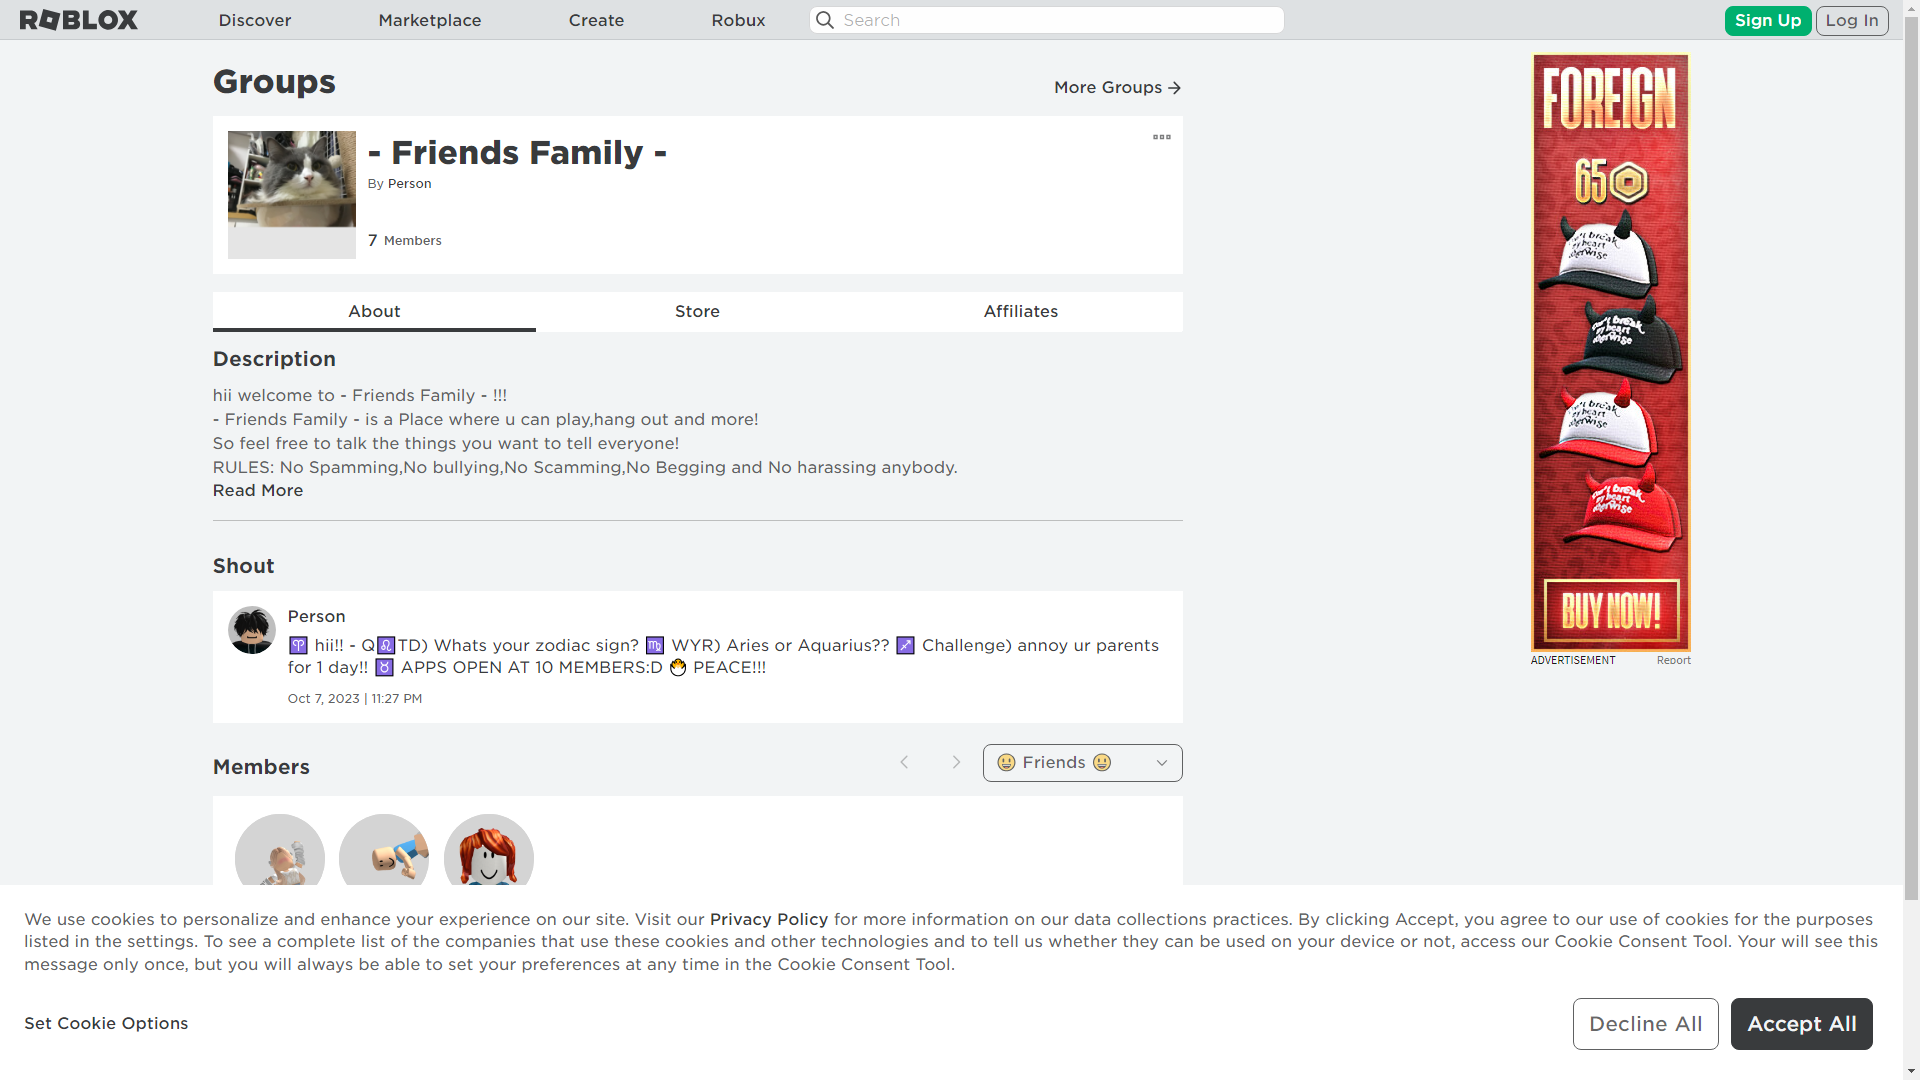 ROBLOX Discover Marketplace Create Robux Search Sign Up Log In
Groups
More Groups
- Friends Family -
By Person
7 Members
About Store Affiliates
Description
hii welcome to - Friends Family - !!!
- Friends Family - is a Place where u can play,hang out and more!
So feel free to talk the things you want to tell everyone!
RULES: No Spamming,No bullying,No Scamming,No Begging and No harassing anybody.
Read More
Shout
Person
♈ hii!! - Q♌TD) Whats your zodiac sign? ♍ WYR) Aries or Aquarius?? ♐ Challenge) annoy ur parents
for 1 day!! ♉ APPS OPEN AT 10 MEMBERS:D 🐣 PEACE!!!
Oct 7, 2023 | 11:27 PM
Members
😃 Friends 😃
FOREIGN
65
BUY NOW!
ADVERTISEMENT Report
We use cookies to personalize and enhance your experience on our site. Visit our Privacy Policy for more information on our data collections practices. By clicking Accept, you agree to our use of cookies for the purposes
listed in the settings. To see a complete list of the companies that use these cookies and other technologies and to tell us whether they can be used on your device or not, access our Cookie Consent Tool. Your will see this
message only once, but you will always be able to set your preferences at any time in the Cookie Consent Tool.
Set Cookie Options
Decline All
Accept All